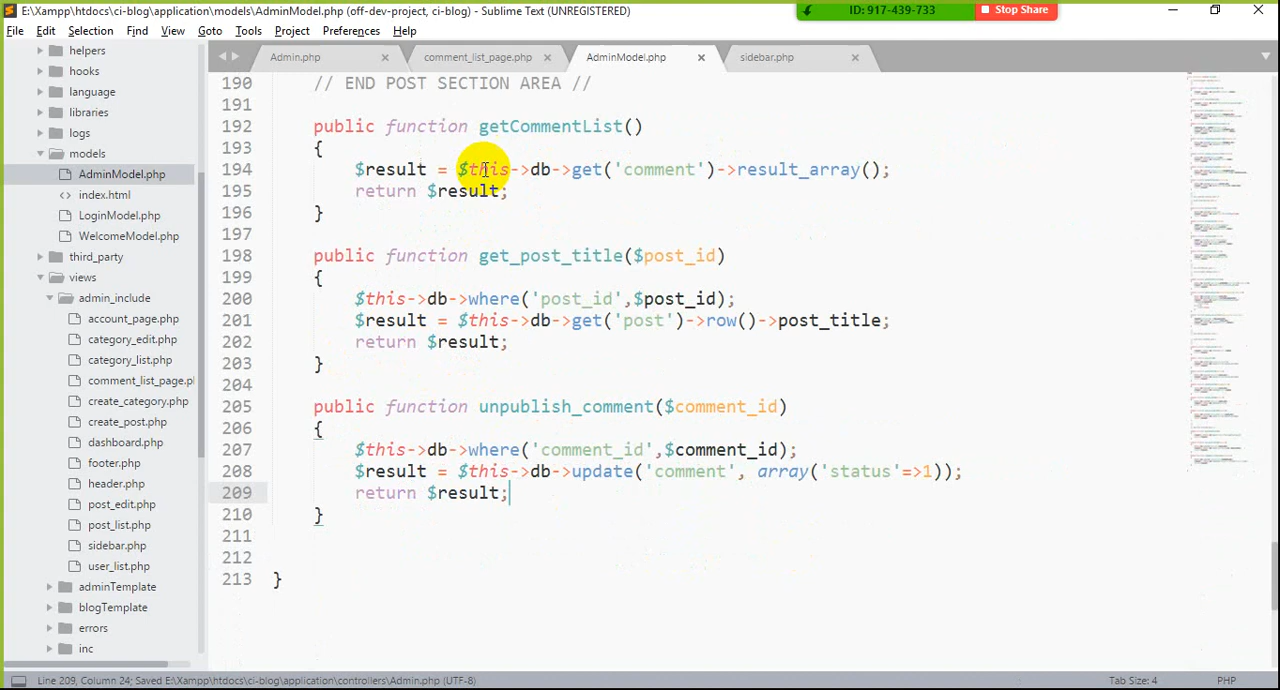 E:\Xampp\htdocs\ci-blog\application\models\AdminModel.php (off-dev-project, ci-blog) - Sublime Text (UNREGISTERED)
ID: 917-439-733
Stop Share
File Edit Selection Find View Goto Tools Project Preferences Help
helpers
hooks
language
libraries
logs
models
AdminModel.php
index.html
LoginModel.php
WelcomeModel.php
third_party
views
admin_include
account_page.php
category_edit.php
category_list.php
comment_list_page.pl
create_category.php
create_post.php
dashboard.php
footer.php
header.php
post_edit.php
post_list.php
sidebar.php
user_list.php
adminTemplate
blogTemplate
errors
inc
Admin.php × comment_list_page.php × AdminModel.php × sidebar.php ×
190 // END POST SECTION AREA //
191
192 public function getCommentList()
193 {
194 $result = $this->db->get('comment')->result_array();
195 return $result;
196 }
197
198 public function get_post_title($post_id)
199 {
200 $this->db->where('post_id',$post_id);
201 $result = $this->db->get('post')->row()->post_title;
202 return $result;
203 }
204
205 public function unpublish_comment($comment_id)
206 {
207 $this->db->where('comment_id',$comment_id);
208 $result = $this->db->update('comment', array('status'=>1));
209 return $result;
210 }
211
212
213 }
Line 209, Column 24; Saved E:\Xampp\htdocs\ci-blog\application\controllers\Admin.php (UTF-8)
Tab Size: 4
PHP